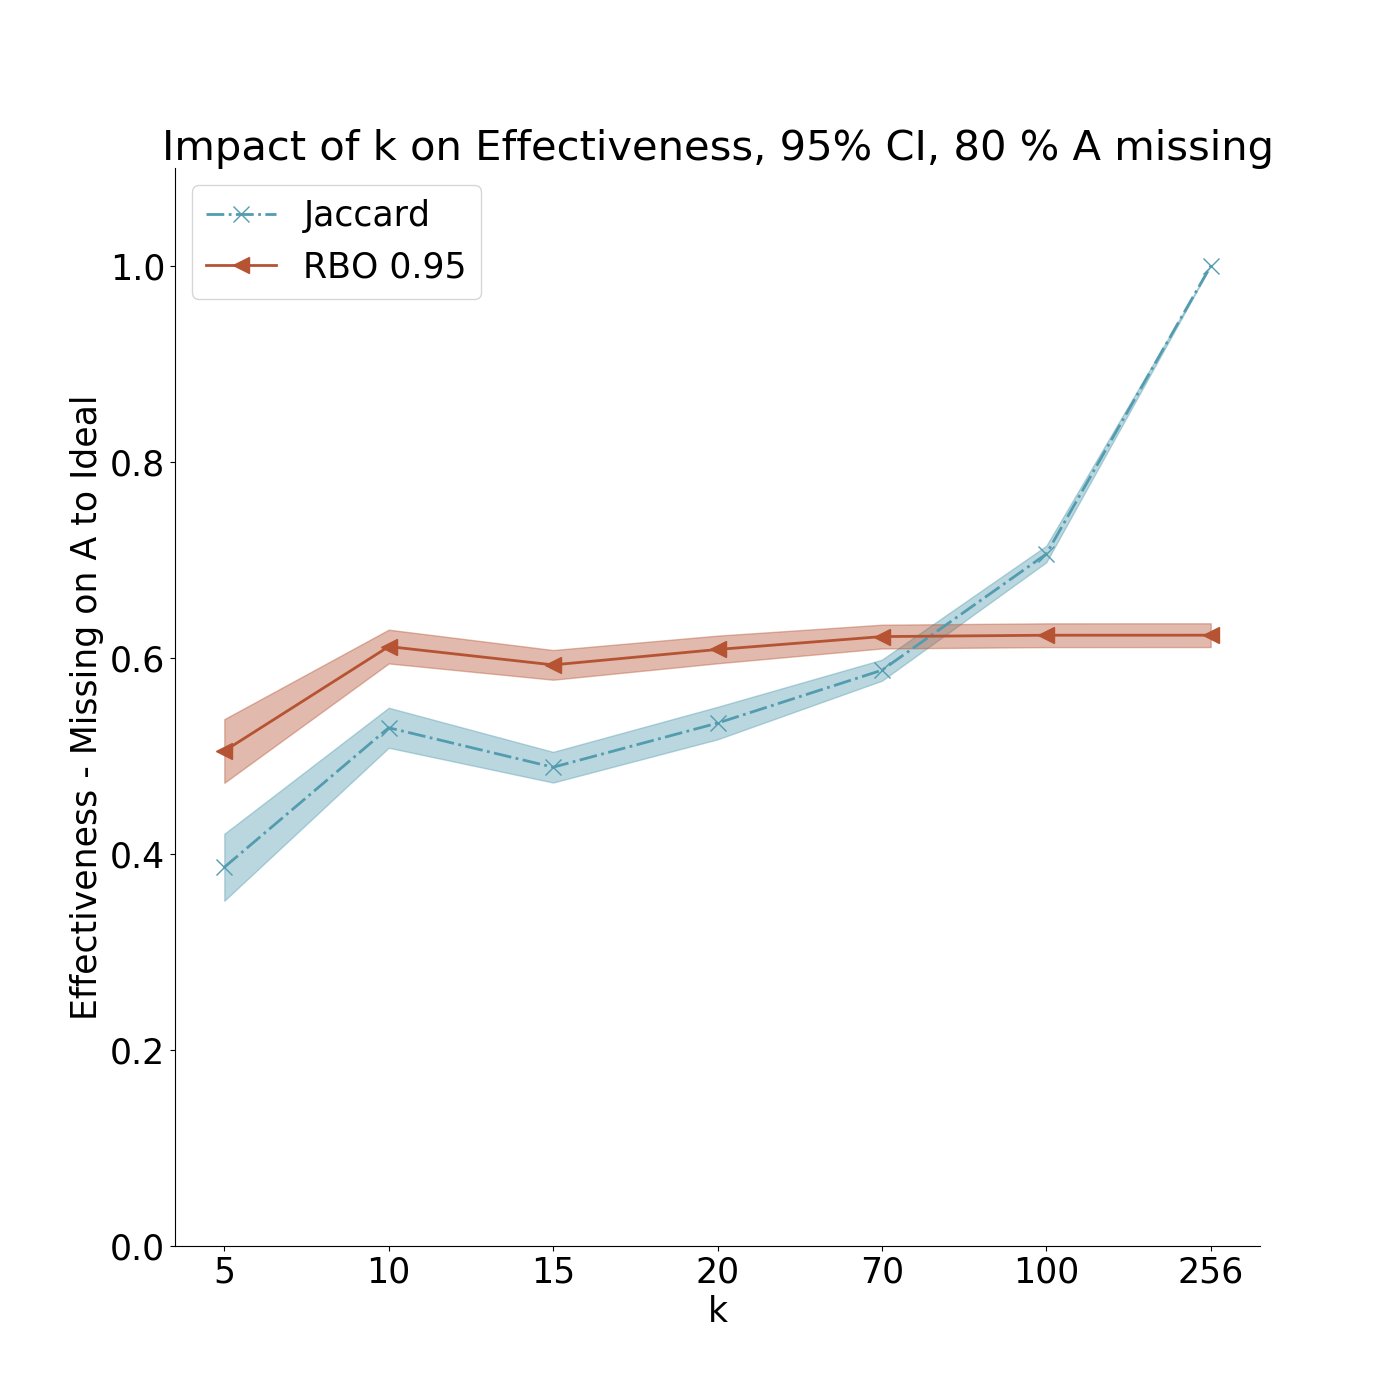 Impact of k on Effectiveness, 95% CI, 80 % A missing
Jaccard
RBO 0.95
Effectiveness - Missing on A to Ideal
1.0
0.8
0.6
0.4
0.2
0.0
5 10 15 20 70 100 256
k